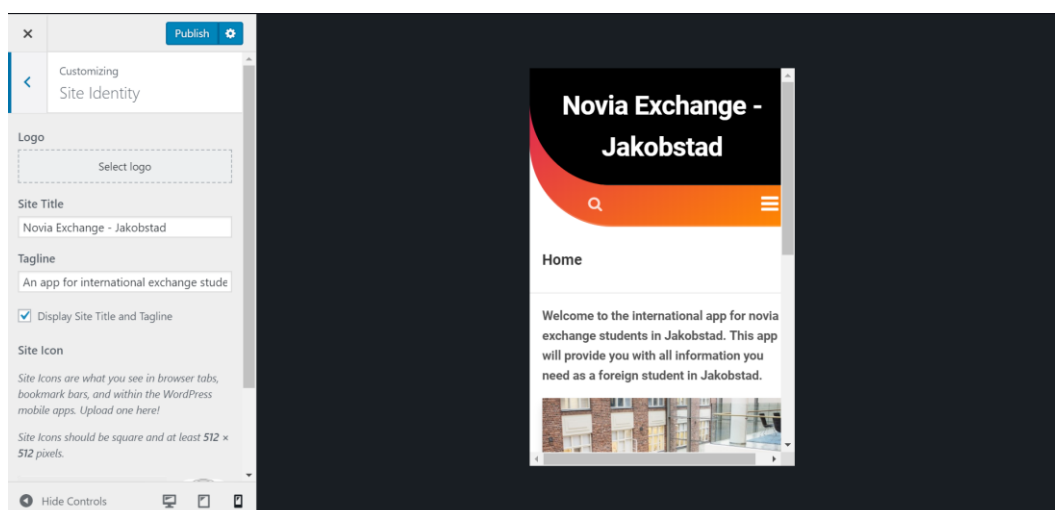 Publish
Customizing
Site Identity
Logo
Select logo
Site Title
Novia Exchange - Jakobstad
Tagline
An app for international exchange stude
Display Site Title and Tagline
Site Icon
Site Icons are what you see in browser tabs,
bookmark bars, and within the WordPress
mobile apps. Upload one here!
Site Icons should be square and at least 512 ×
512 pixels.
Hide Controls
Novia Exchange -
Jakobstad
Home
Welcome to the international app for novia
exchange students in Jakobstad. This app
will provide you with all information you
need as a foreign student in Jakobstad.